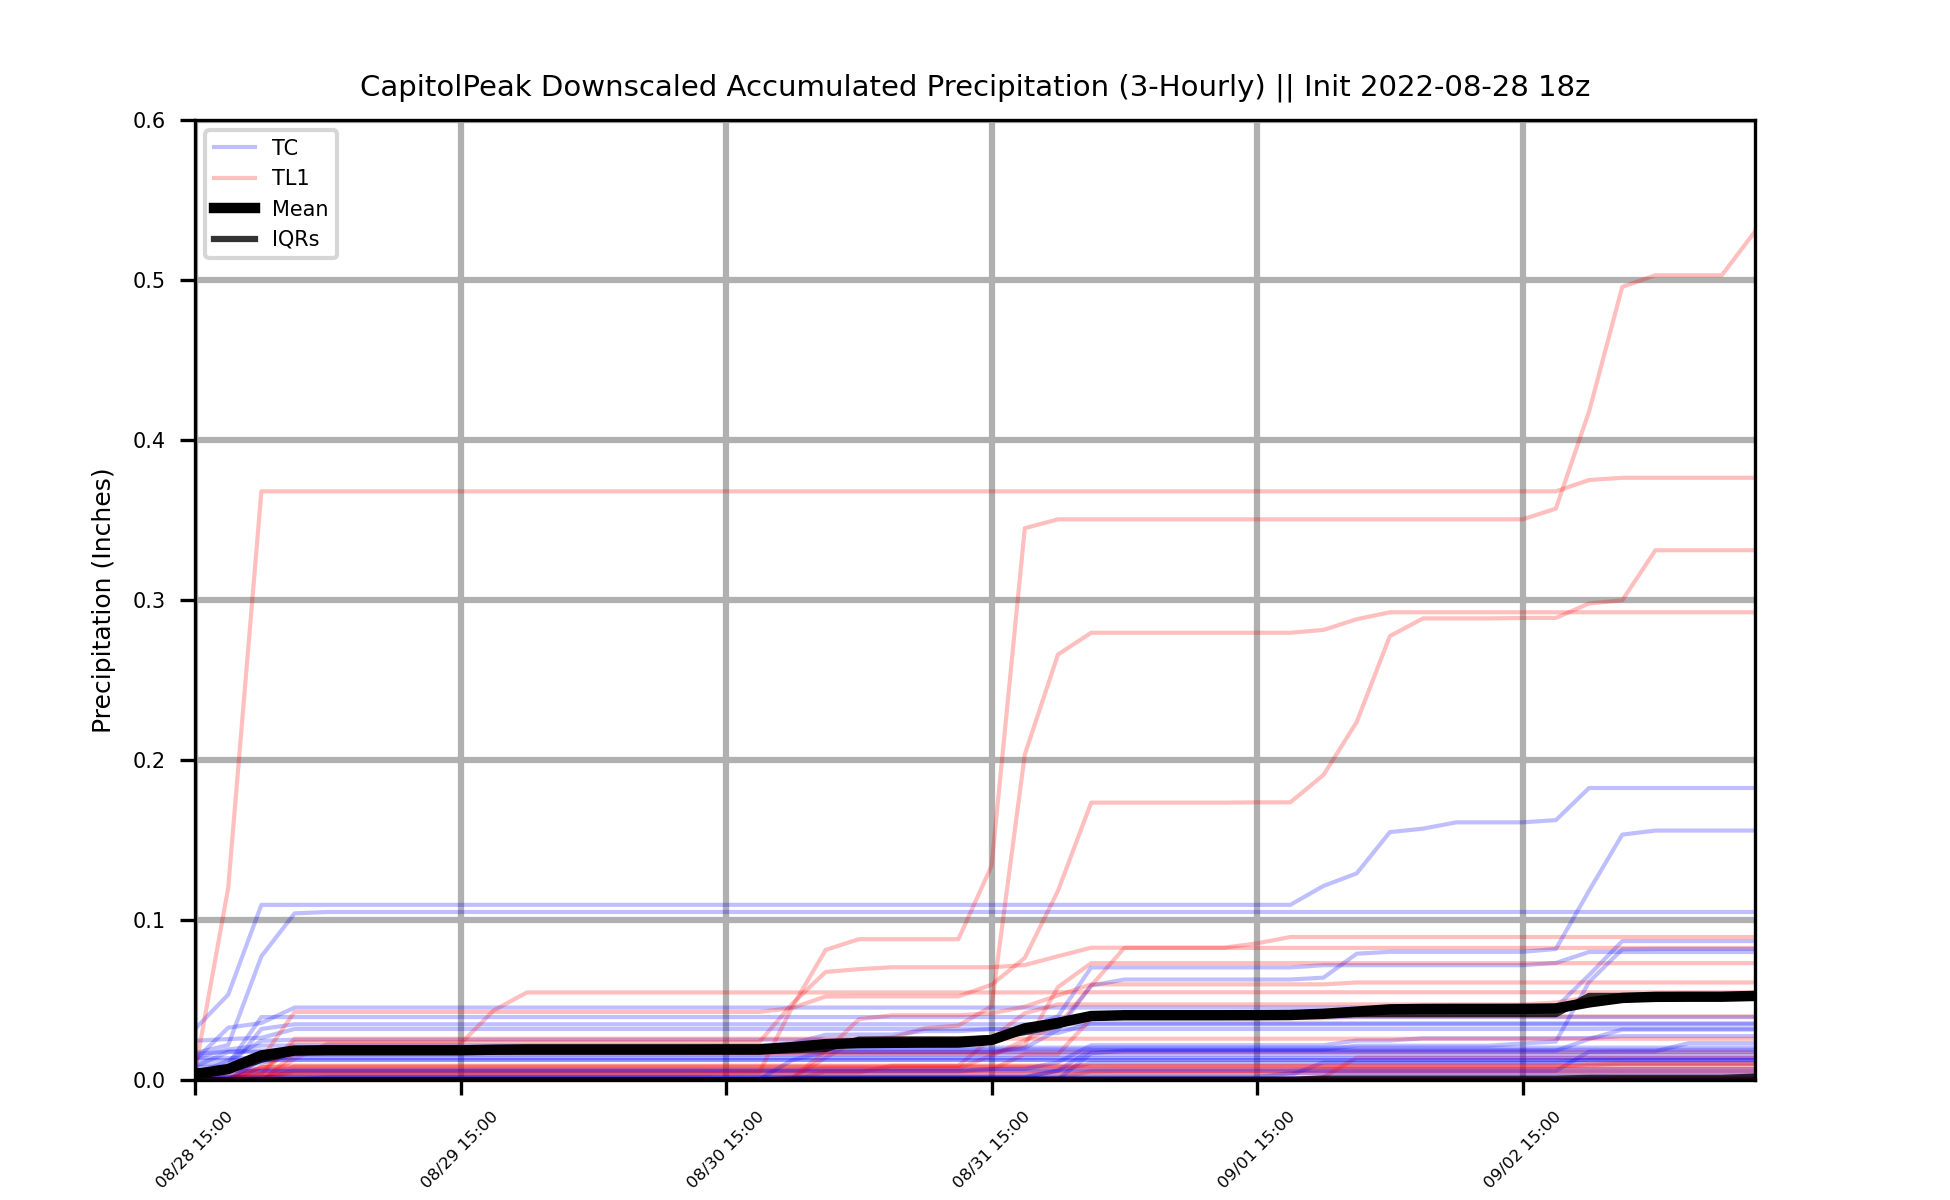 CapitolPeak Downscaled Accumulated Precipitation (3-Hourly) || Init 2022-08-28 18z
0.6
0.5
0.4
0.3
0.2
0.1
0.0
Precipitation (Inches)
TC
TL1
Mean
IQRs
08/28 15:00
08/29 15:00
08/30 15:00
08/31 15:00
09/01 15:00
09/02 15:00